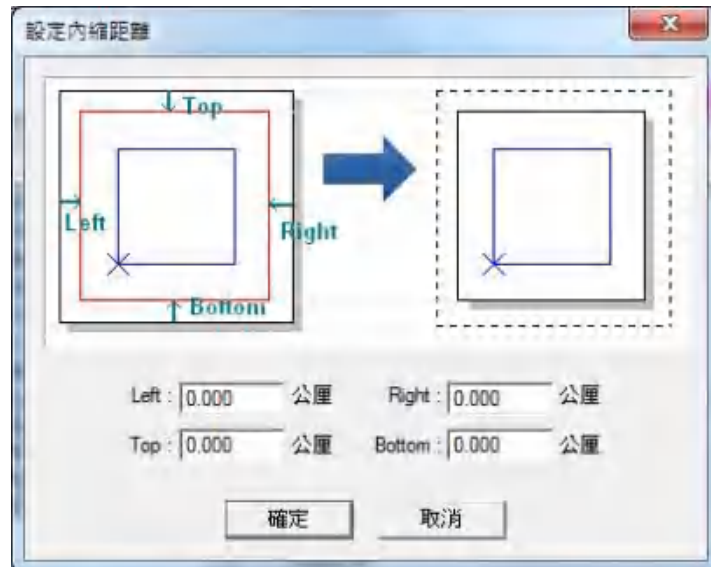 設定內縮距離
Top
Left
Right
Bottom
Left : 0.000 公厘 Right : 0.000 公厘
Top : 0.000 公厘 Bottom : 0.000 公厘
確定 取消